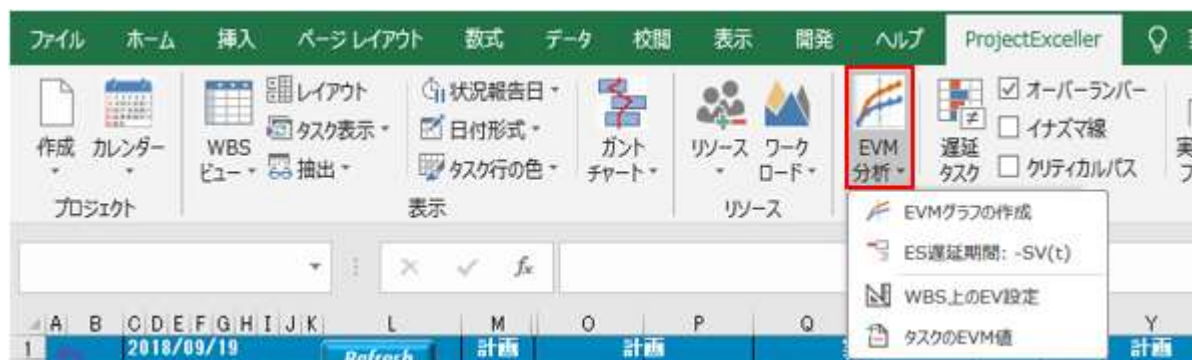 ファイル ホーム 挿入 ページレイアウト 数式 データ 校閲 表示 開発 ヘルプ ProjectExceller
レイアウト 状況報告日 オーバーランバー
タスク表示 日付形式 イナズマ線
作成 カレンダー WBSビュー 抽出 タスク行の色 ガントチャート リソース ワークロード EVM分析 遅延タスク クリティカルパス
プロジェクト 表示 リソース
EVMグラフの作成
ES遅延期間: -SV(t)
fx
WBS上のEV設定
A B C D E F G H I J K L M O P Q Y
タスクのEVM値
1 2018/09/19 Refresh 計画 計画 計画